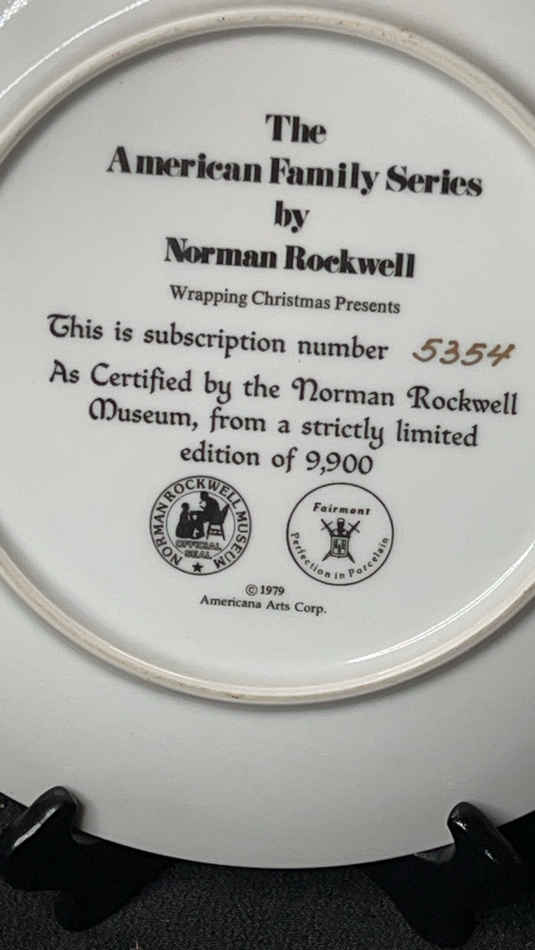 The
American Family Series
by
Norman Rockwell
Wrapping Christmas Presents
This is subscription number 5354
As Certified by the Norman Rockwell
Museum, from a strictly limited
edition of 9,900
NORMAN ROCKWELL MUSEUM
OFFICIAL
SEAL
Fairmont
Perfection in Porcelain
© 1979
Americana Arts Corp.